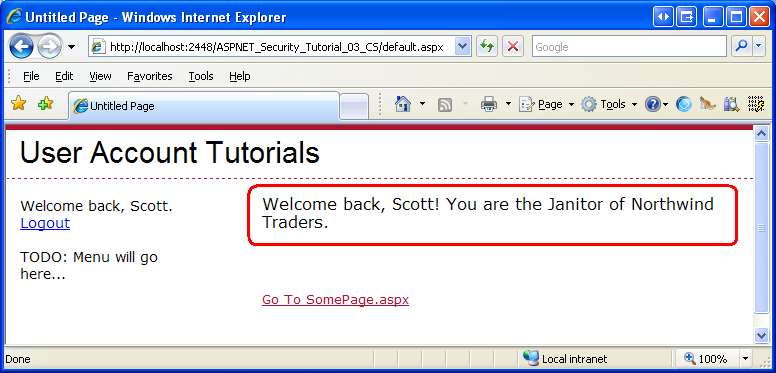 Untitled Page - Windows Internet Explorer
http://localhost:2448/ASPNET_Security_Tutorial_03_CS/default.aspx
Google
File Edit View Favorites Tools Help
Untitled Page
Page Tools
User Account Tutorials
Welcome back, Scott.
Logout
TODO: Menu will go
here...
Welcome back, Scott! You are the Janitor of Northwind
Traders.
Go To SomePage.aspx
Done
Local intranet
100%